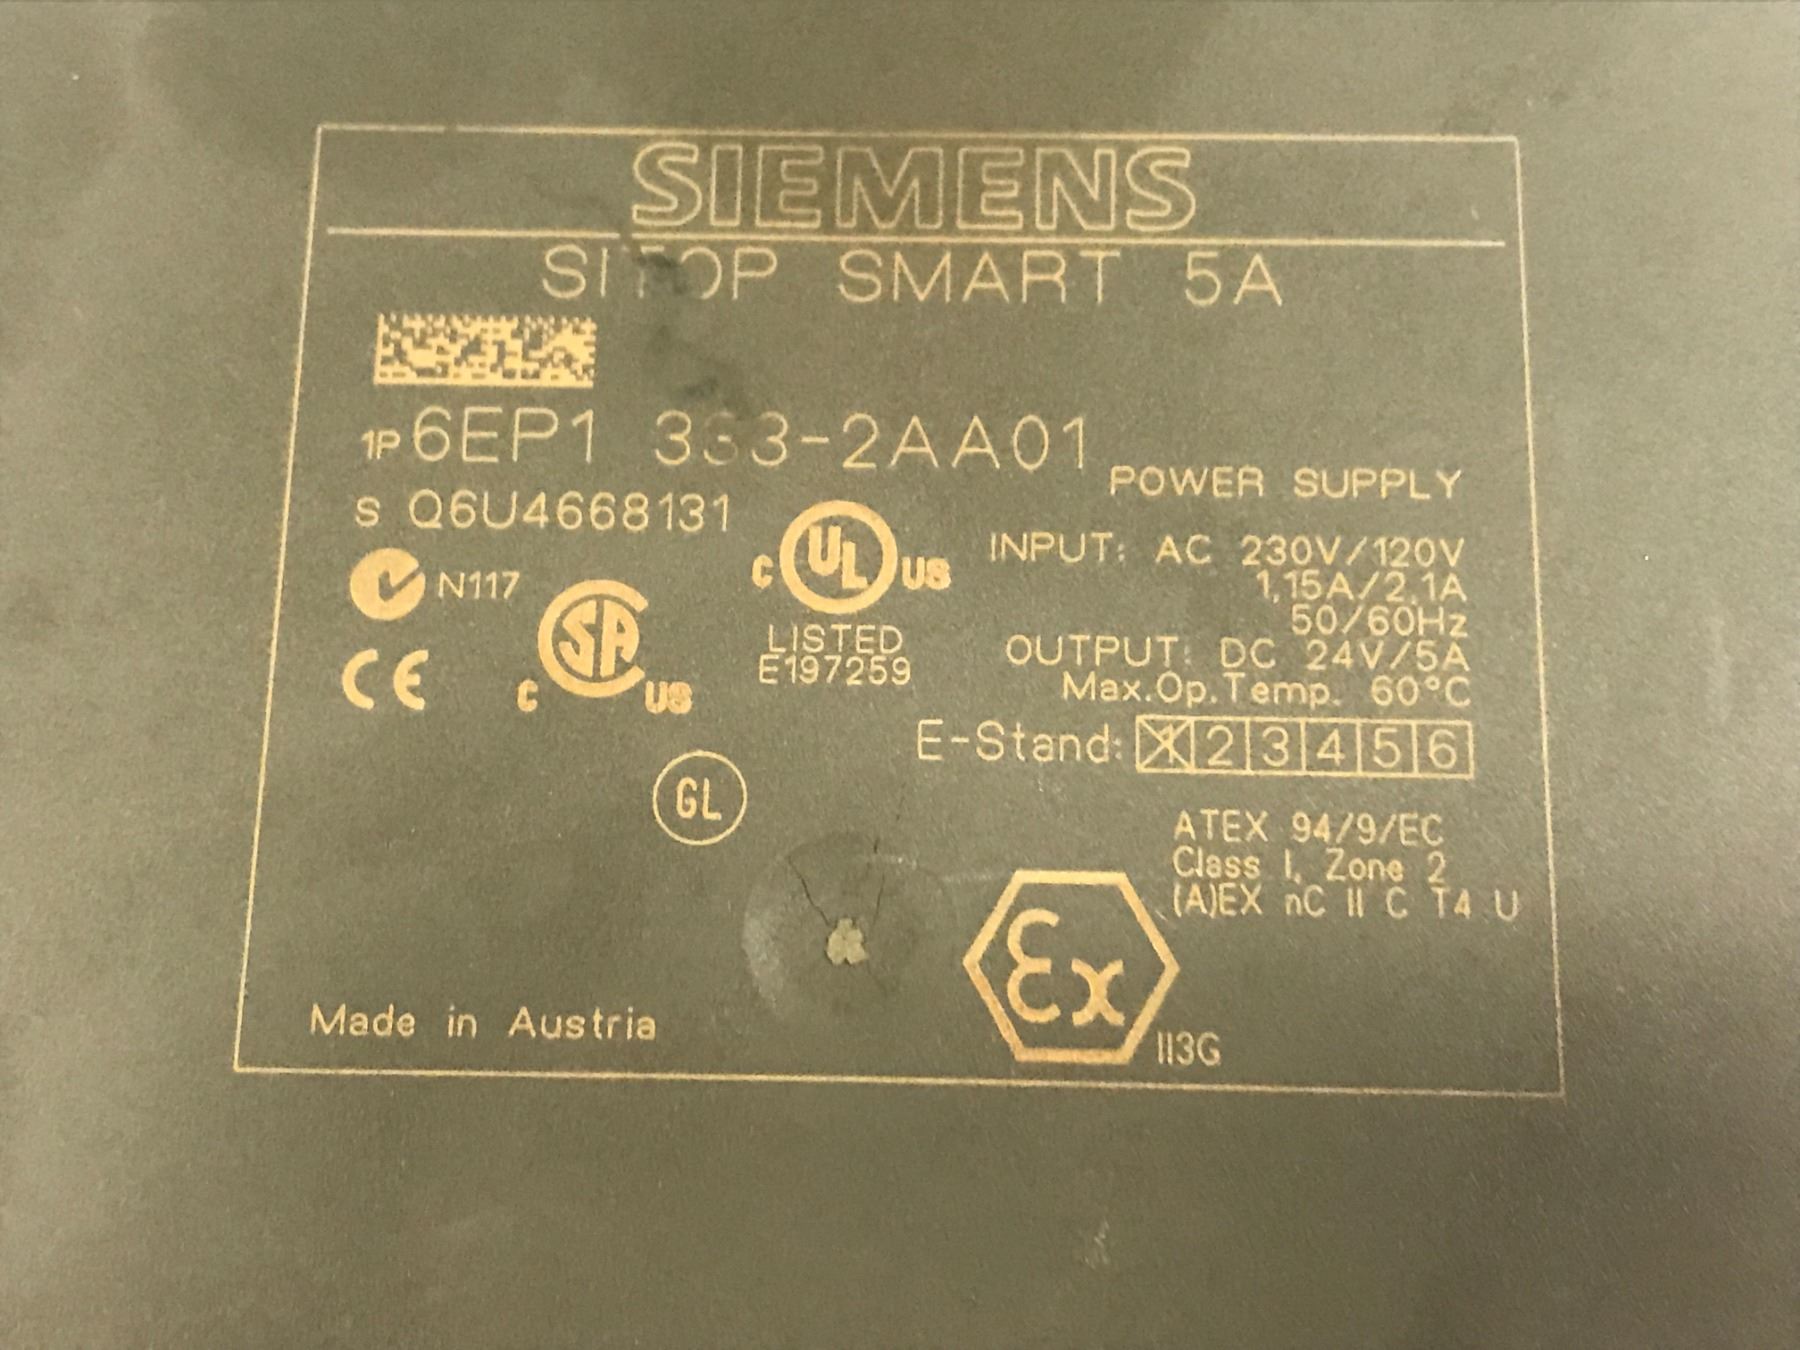 SIEMENS
SITOP SMART 5A
1P 6EP1 333-2AA01
S Q6U4668131
POWER SUPPLY
INPUT: AC 230V/120V
1,15A/2,1A
50/60Hz
OUTPUT: DC 24V/5A
Max.Op.Temp. 60°C
E-Stand: 1 2 3 4 5 6
N117
C UL US
LISTED
E197259
CE
C SA US
GL
ATEX 94/9/EC
Class I, Zone 2
(A)EX nC II C T4 U
Ex
II3G
Made in Austria